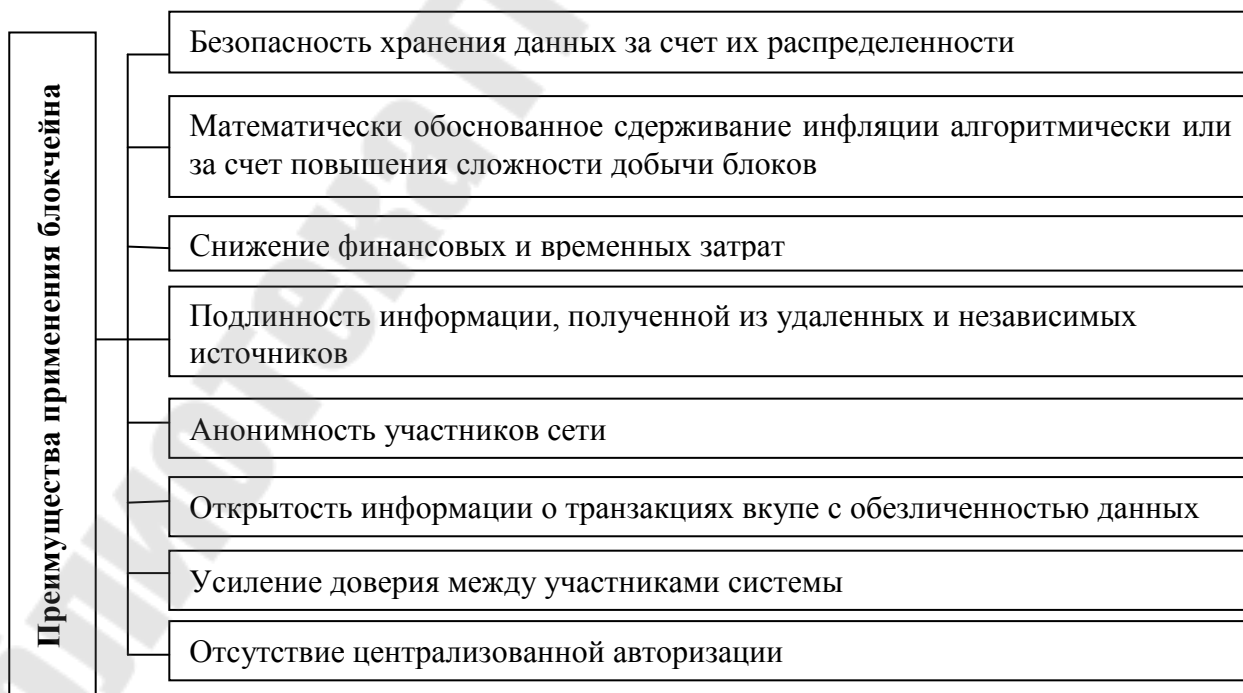 Преимущества применения блокчейна
Безопасность хранения данных за счет их распределенности
Математически обоснованное сдерживание инфляции алгоритмически или
за счет повышения сложности добычи блоков
Снижение финансовых и временных затрат
Подлинность информации, полученной из удаленных и независимых
источников
Анонимность участников сети
Открытость информации о транзакциях вкупе с обезличенностью данных
Усиление доверия между участниками системы
Отсутствие централизованной авторизации